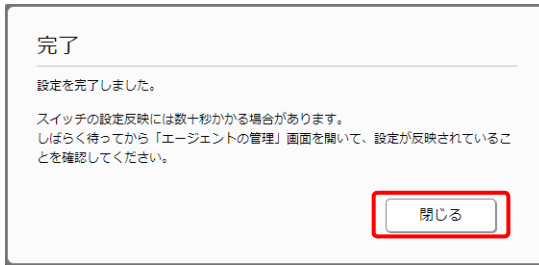 完了
設定を完了しました。
スイッチの設定反映には数十秒かかる場合があります。
しばらく待ってから「エージェントの管理」画面を開いて、設定が反映されているこ
とを確認してください。
閉じる